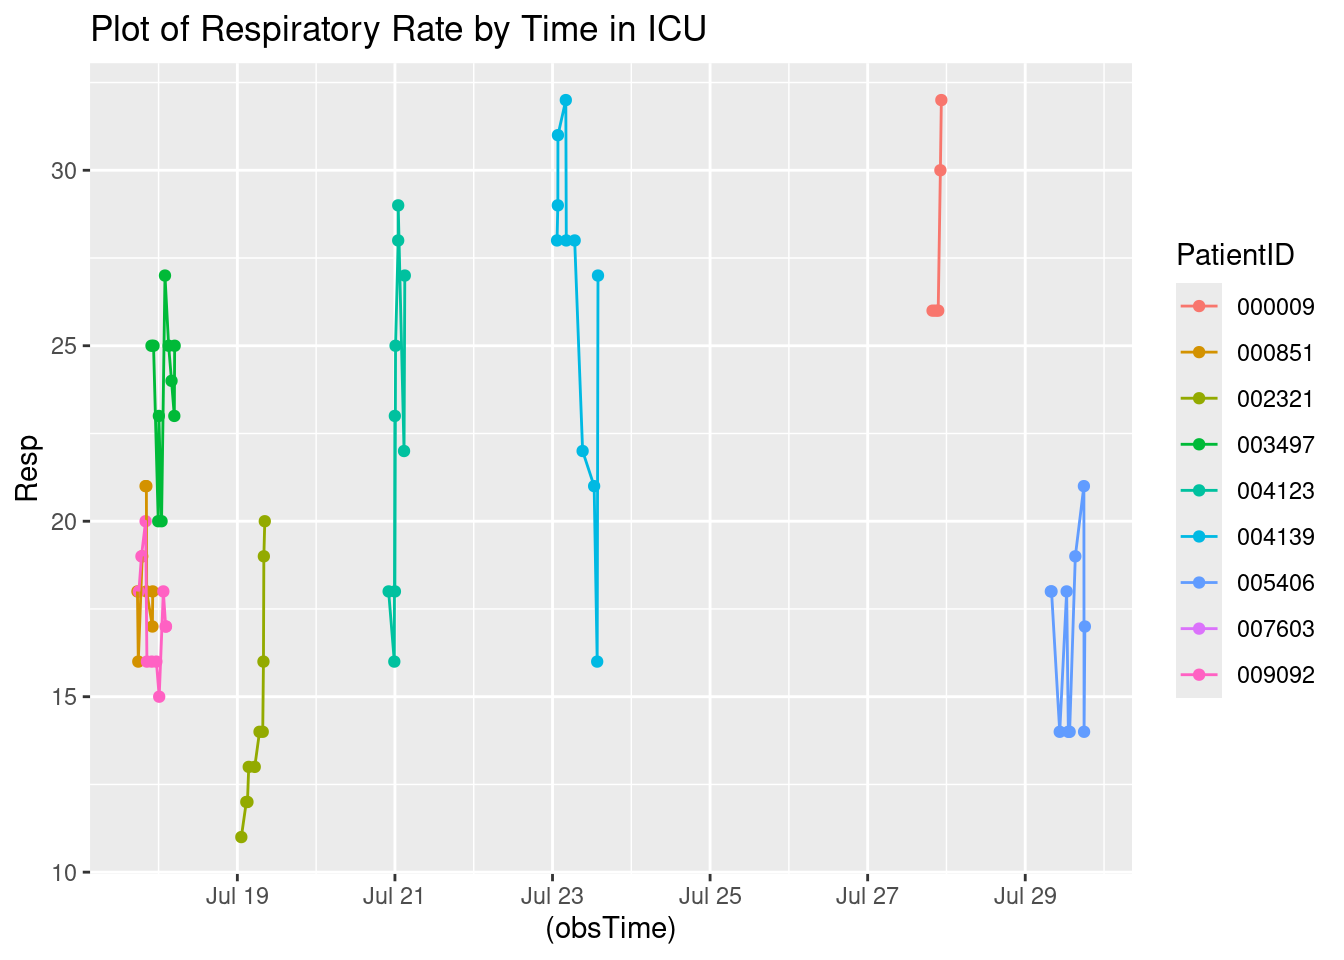 Plot of Respiratory Rate by Time in ICU
Resp
30
25
20
15
10
Jul 19
Jul 21
Jul 23
Jul 25
Jul 27
Jul 29
(obsTime)
PatientID
000009
000851
002321
003497
004123
004139
005406
007603
009092